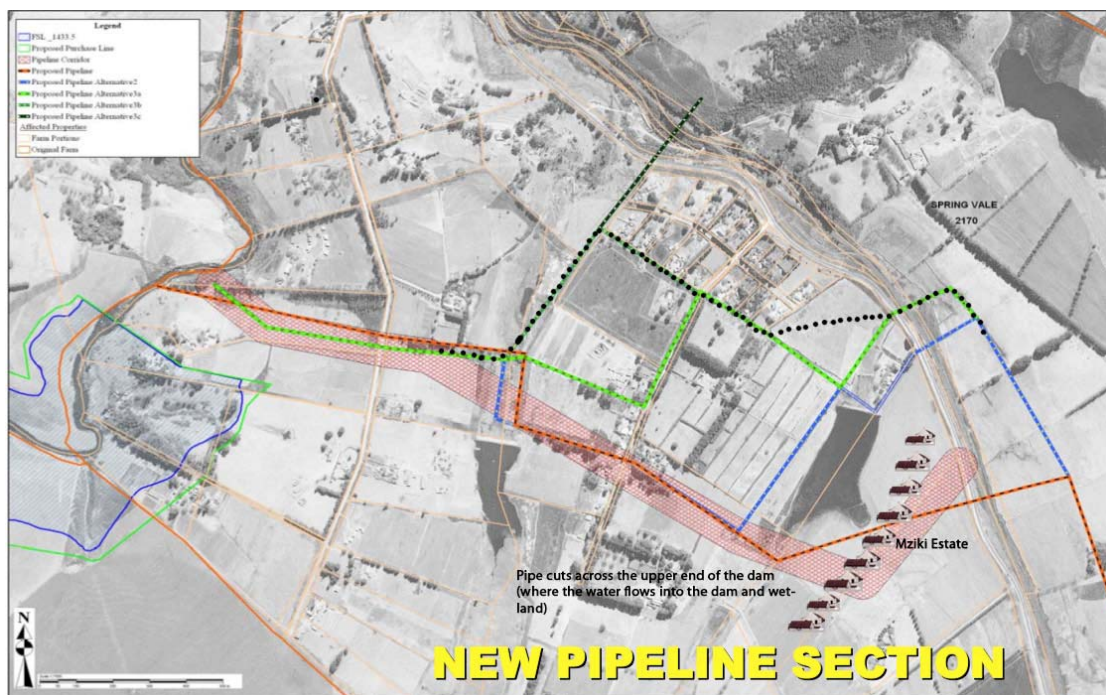 Legend
FSL _1433.5
Proposed Purchase Line
Pipeline Corridor
Proposed Pipeline
Proposed Pipeline Alternative2
Proposed Pipeline Alternative3a
Proposed Pipeline Alternative3b
Proposed Pipeline Alternative3c
Affected Properties
Farm Portions
Original Farm
SPRING VALE
2170
Mziki Estate
Pipe cuts across the upper end of the dam
(where the water flows into the dam and wet-
land)
N
NEW PIPELINE SECTION